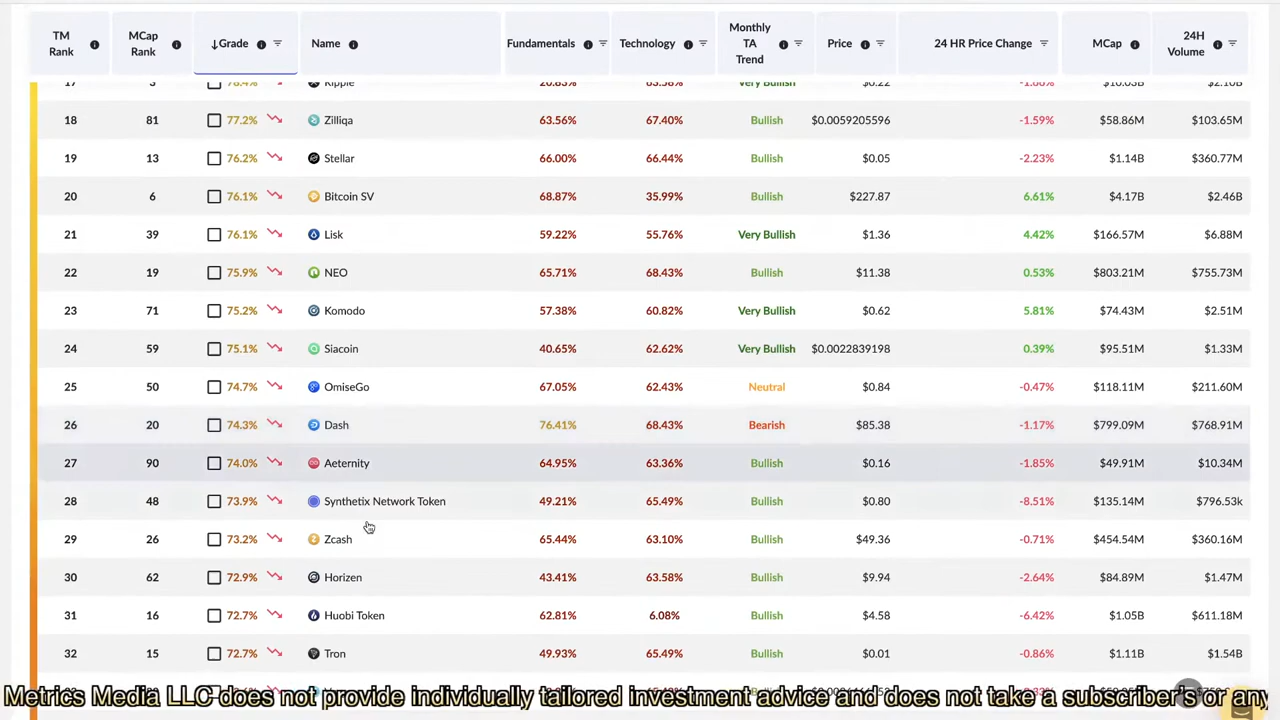 TM Rank MCap Rank ↓Grade Name Fundamentals Technology Monthly TA Trend Price 24 HR Price Change MCap 24H Volume
17 3 78.4% Ripple 20.83% Very Bullish $0.22
18 81 77.2% Zilliqa 63.56% 67.40% Bullish $0.0059205596 -1.59% $58.86M $103.65M
19 13 76.2% Stellar 66.00% 66.44% Bullish $0.05 -2.23% $1.14B $360.77M
20 6 76.1% Bitcoin SV 68.87% 35.99% Bullish $227.87 6.61% $4.17B $2.46B
21 39 76.1% Lisk 59.22% 55.76% Very Bullish $1.36 4.42% $166.57M $6.88M
22 19 75.9% NEO 65.71% 68.43% Bullish $11.38 0.53% $803.21M $755.73M
23 71 75.2% Komodo 57.38% 60.82% Very Bullish $0.62 5.81% $74.43M $2.51M
24 59 75.1% Siacoin 40.65% 62.62% Very Bullish $0.0022839198 0.39% $95.51M $1.33M
25 50 74.7% OmiseGo 67.05% 62.43% Neutral $0.84 -0.47% $118.11M $211.60M
26 20 74.3% Dash 76.41% 68.43% Bearish $85.38 -1.17% $799.09M $768.91M
27 90 74.0% Aeternity 64.95% 63.36% Bullish $0.16 -1.85% $49.91M $10.34M
28 48 73.9% Synthetix Network Token 49.21% 65.49% Bullish $0.80 -8.51% $135.14M $796.53k
29 26 73.2% Zcash 65.44% 63.10% Bullish $49.36 -0.71% $454.54M $360.16M
30 62 72.9% Horizen 43.41% 63.58% Bullish $9.94 -2.64% $84.89M $1.47M
31 16 72.7% Huobi Token 62.81% 6.08% Bullish $4.58 -6.42% $1.05B $611.18M
32 15 72.7% Tron 49.93% 65.49% Bullish $0.01 -0.86% $1.11B $1.54B
Metrics Media LLC does not provide individually tailored investment advice and does not take a subscriber's or any